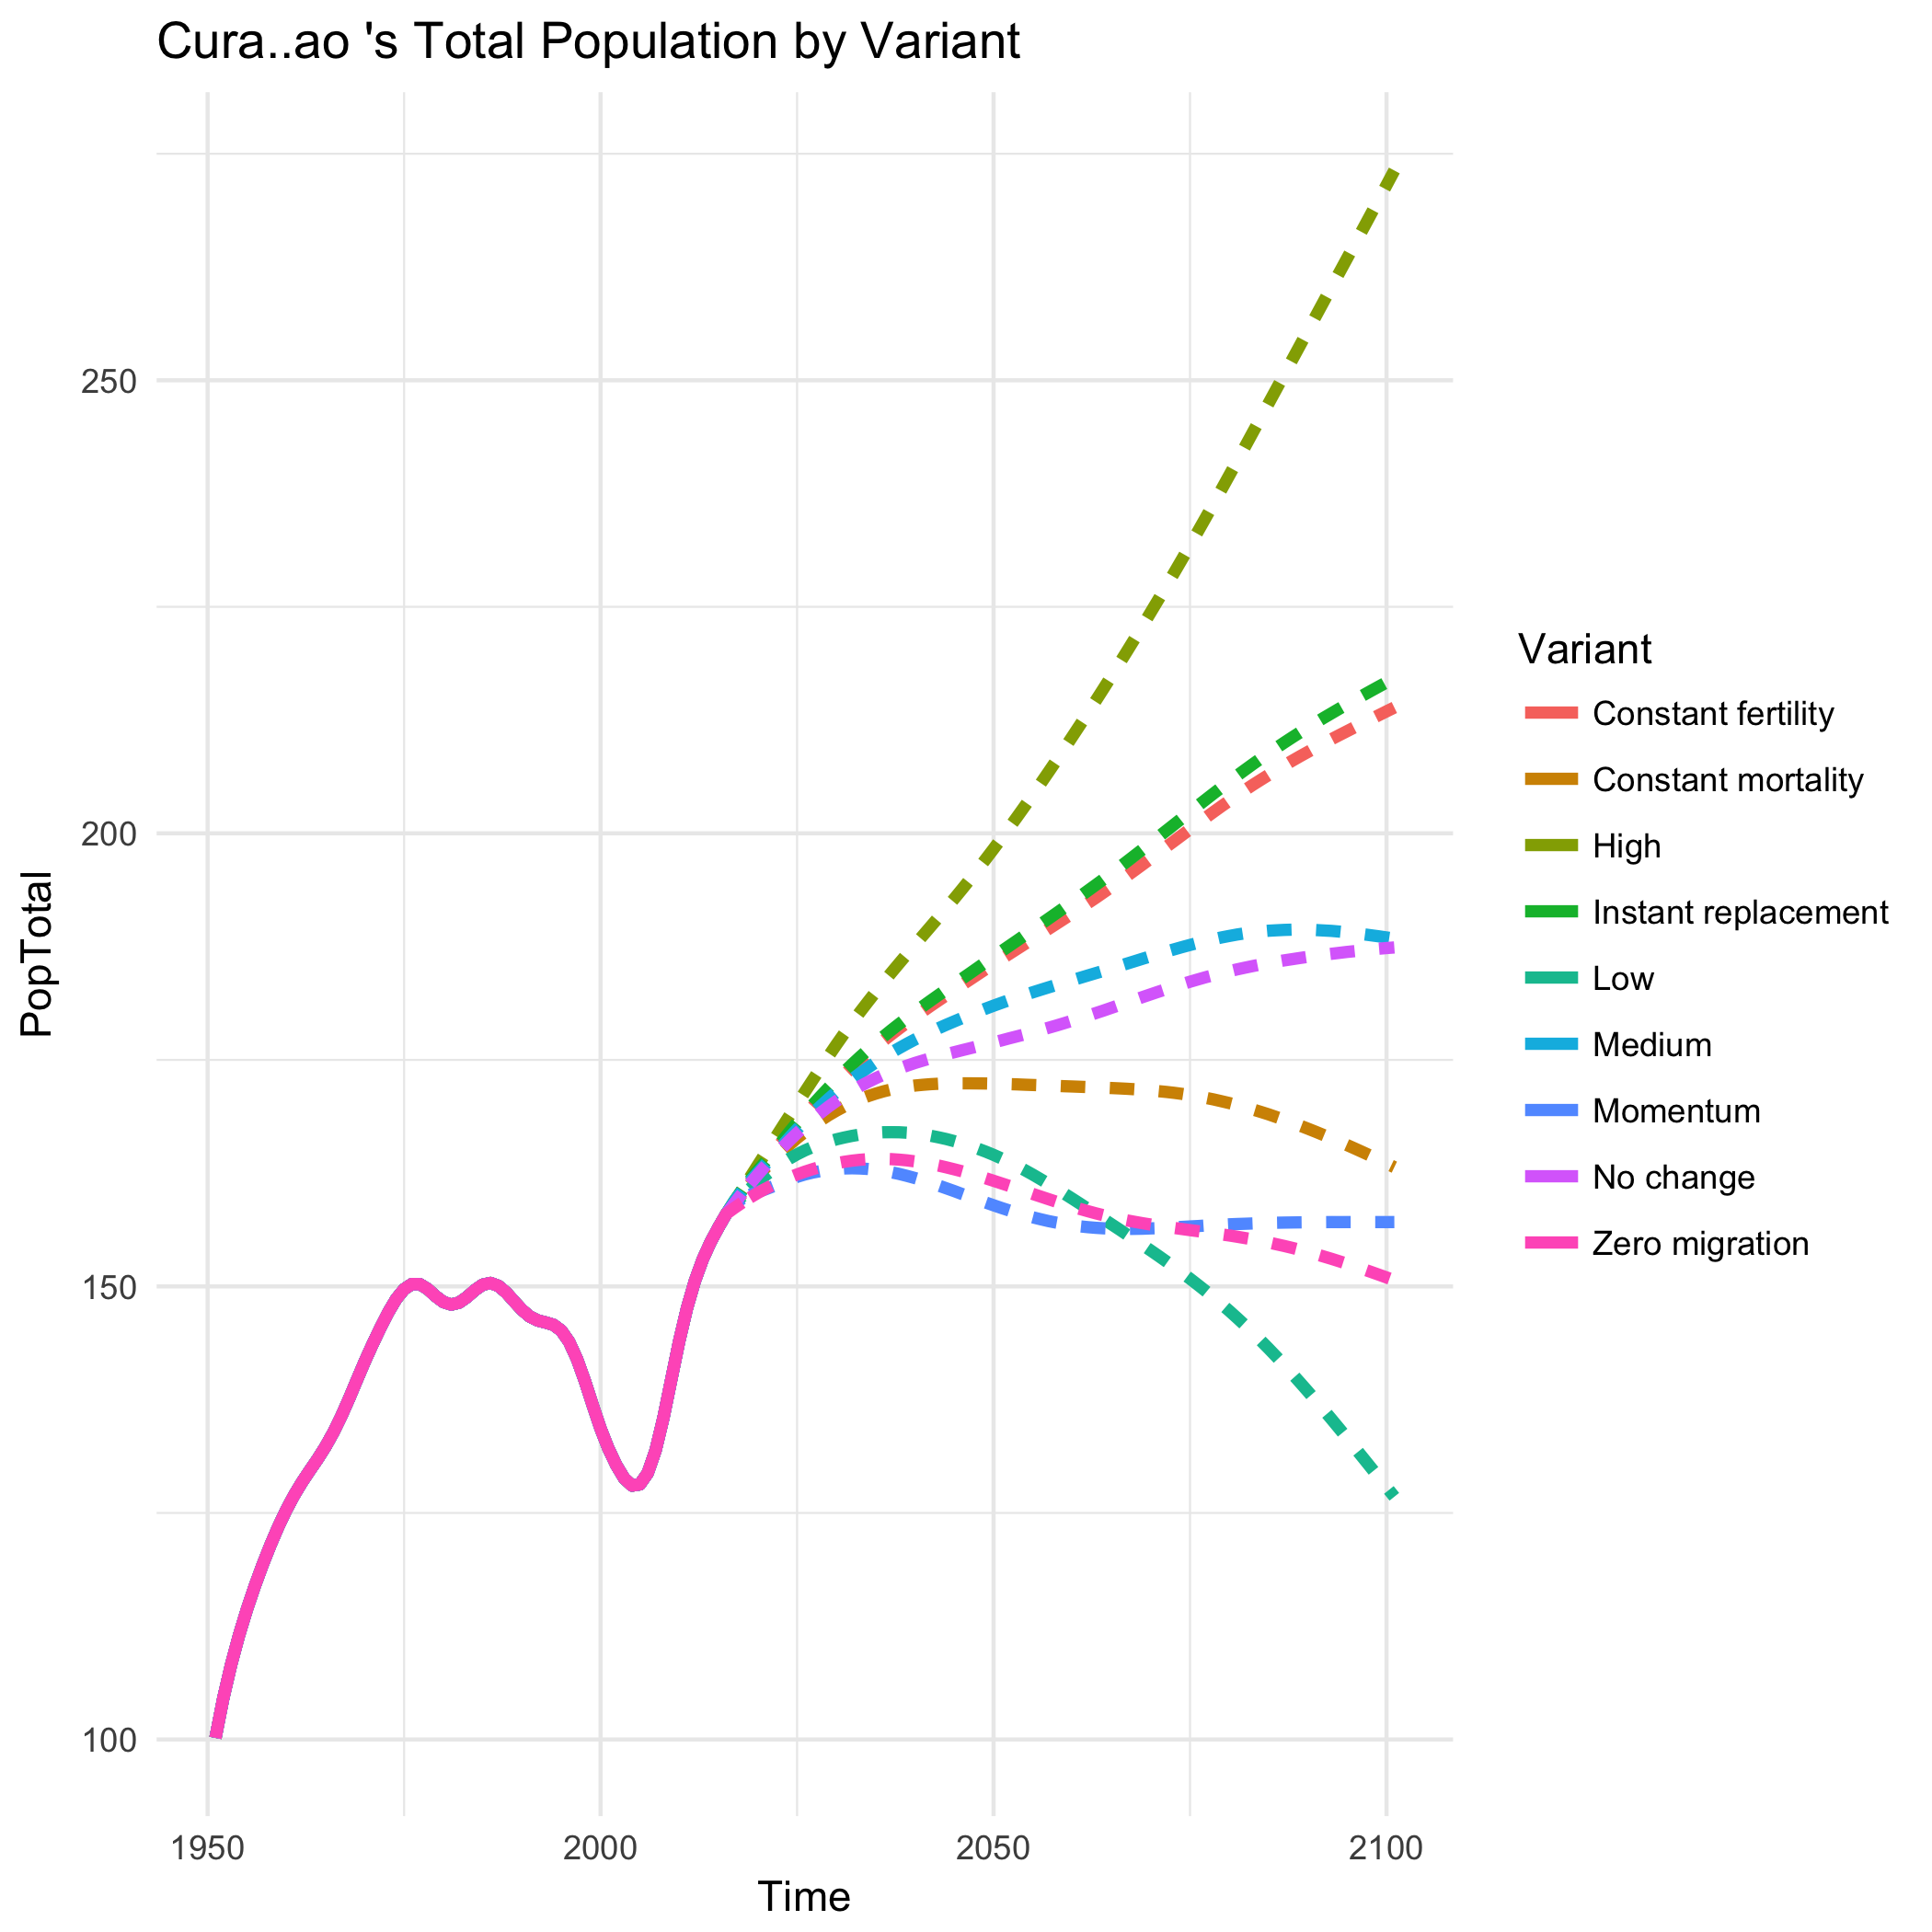 Cura..ao 's Total Population by Variant
PopTotal
250
200
150
100
1950 2000 2050 2100
Time
Variant
Constant fertility
Constant mortality
High
Instant replacement
Low
Medium
Momentum
No change
Zero migration